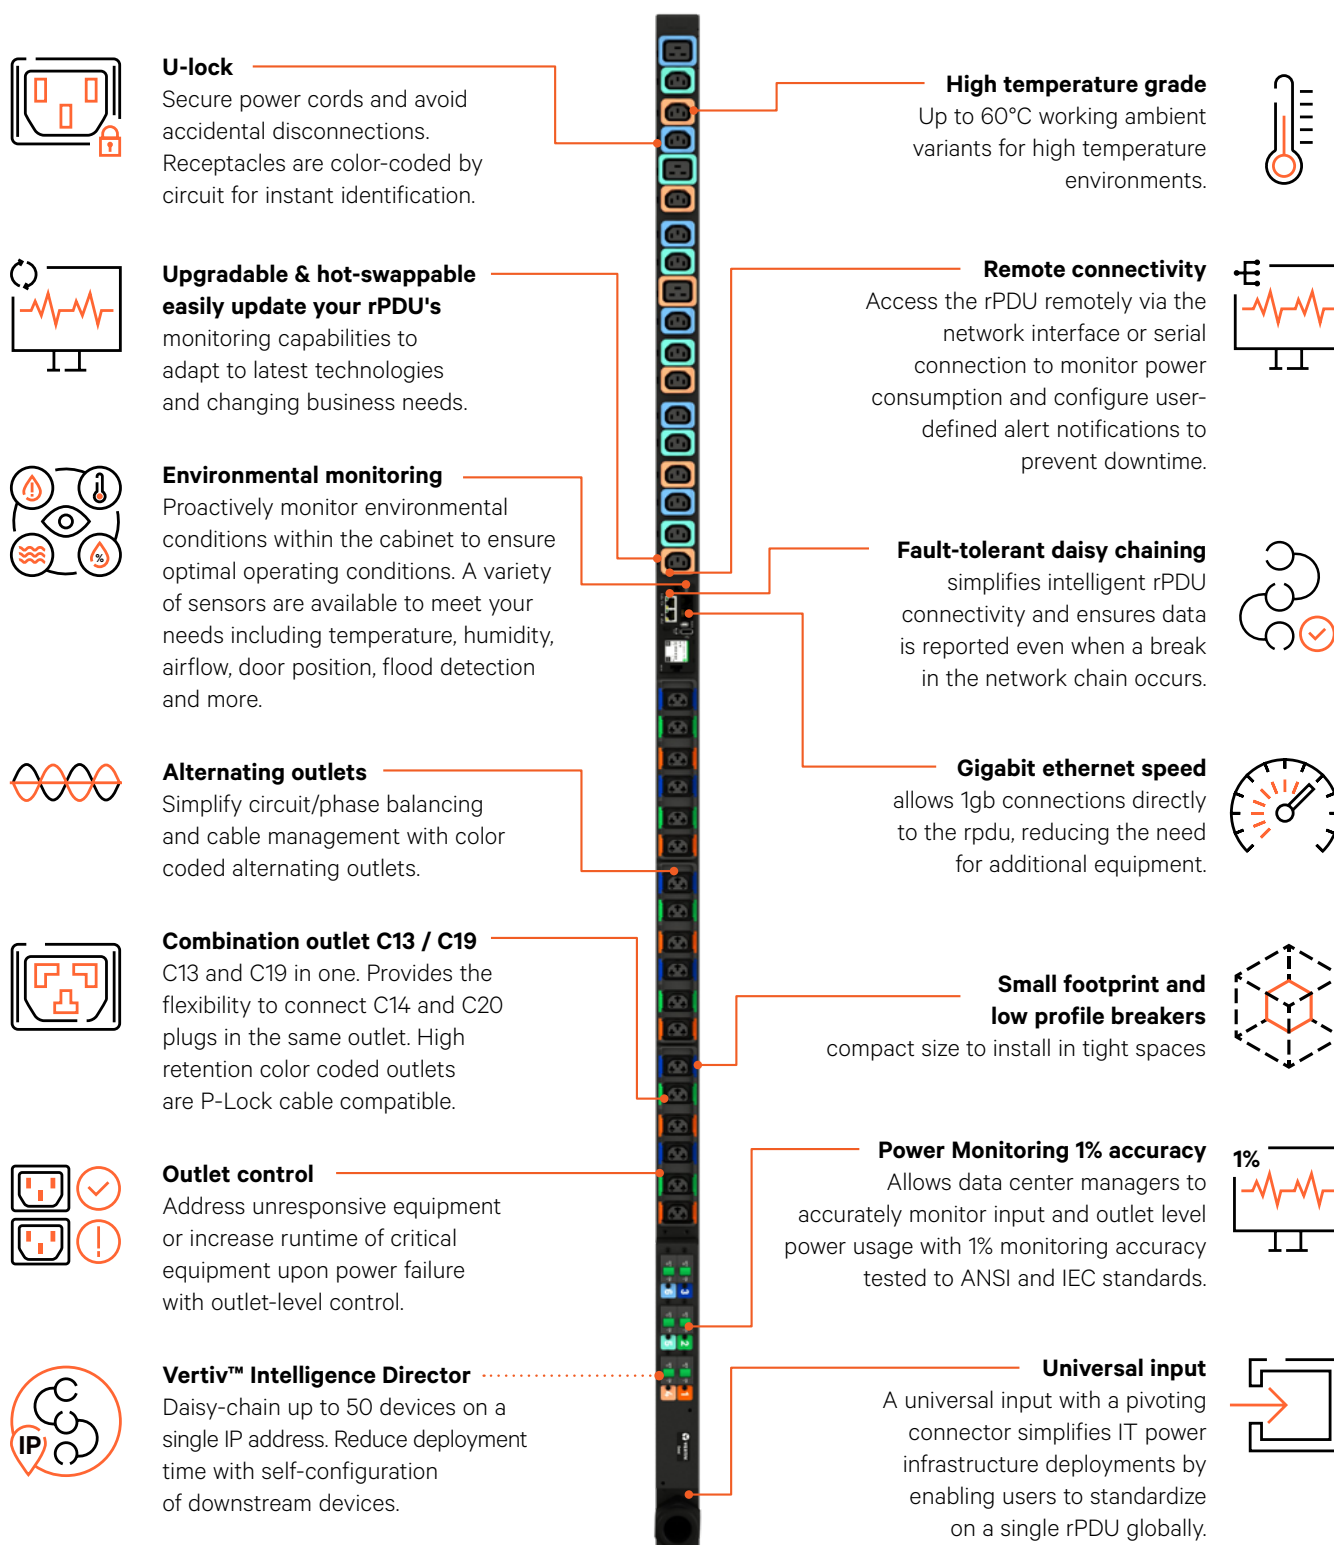 U-lock
Secure power cords and avoid
accidental disconnections.
Receptacles are color-coded by
circuit for instant identification.
Upgradable & hot-swappable
easily update your rPDU's
monitoring capabilities to
adapt to latest technologies
and changing business needs.
Environmental monitoring
Proactively monitor environmental
conditions within the cabinet to ensure
optimal operating conditions. A variety
of sensors are available to meet your
needs including temperature, humidity,
airflow, door position, flood detection
and more.
%
Alternating outlets
Simplify circuit/phase balancing
and cable management with color
coded alternating outlets.
Combination outlet C13 / C19
C13 and C19 in one. Provides the
flexibility to connect C14 and C20
plugs in the same outlet. High
retention color coded outlets
are P-Lock cable compatible.
Outlet control
Address unresponsive equipment
or increase runtime of critical
equipment upon power failure
with outlet-level control.
Vertiv™ Intelligence Director
Daisy-chain up to 50 devices on a
single IP address. Reduce deployment
time with self-configuration
of downstream devices.
IP
6 3
5 2
4 1
VERTIV
High temperature grade
Up to 60°C working ambient
variants for high temperature
environments.
Remote connectivity
Access the rPDU remotely via the
network interface or serial
connection to monitor power
consumption and configure user-
defined alert notifications to
prevent downtime.
Fault-tolerant daisy chaining
simplifies intelligent rPDU
connectivity and ensures data
is reported even when a break
in the network chain occurs.
Gigabit ethernet speed
allows 1gb connections directly
to the rpdu, reducing the need
for additional equipment.
Small footprint and
low profile breakers
compact size to install in tight spaces
Power Monitoring 1% accuracy
Allows data center managers to
accurately monitor input and outlet level
power usage with 1% monitoring accuracy
tested to ANSI and IEC standards.
1%
Universal input
A universal input with a pivoting
connector simplifies IT power
infrastructure deployments by
enabling users to standardize
on a single rPDU globally.